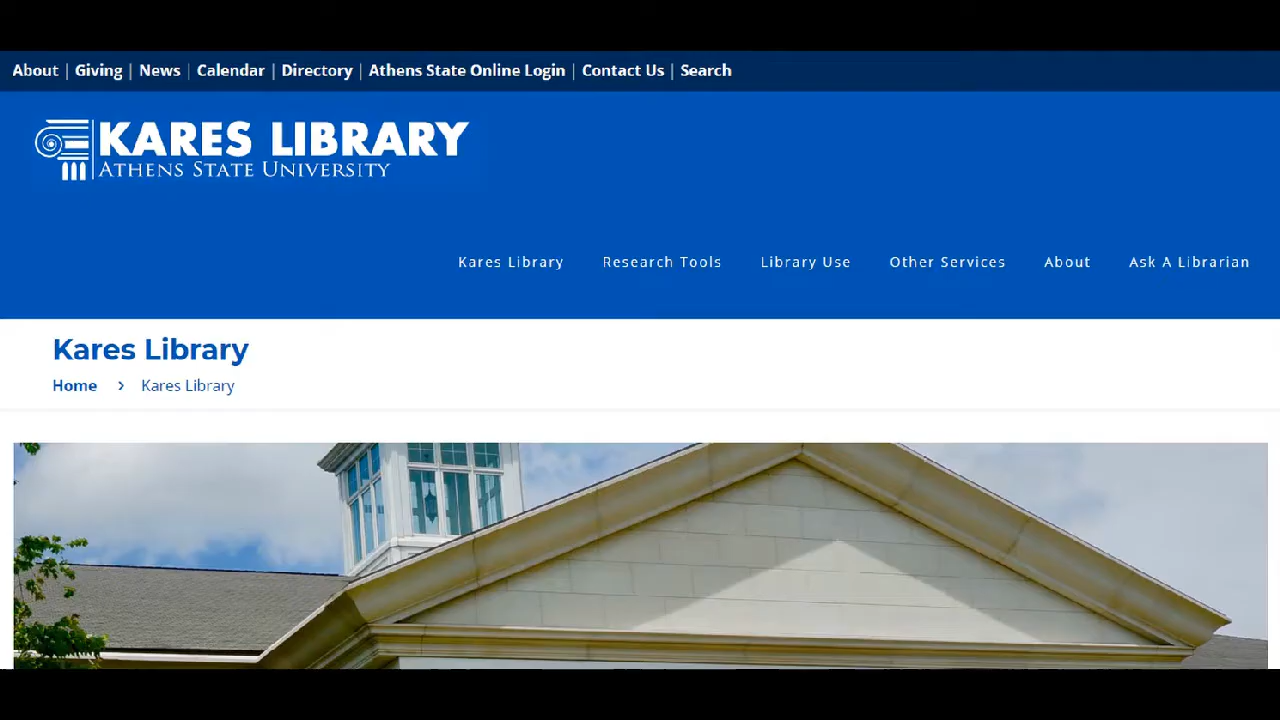 About | Giving | News | Calendar | Directory | Athens State Online Login | Contact Us | Search
KARES LIBRARY
ATHENS STATE UNIVERSITY
Kares Library Research Tools Library Use Other Services About Ask A Librarian
Kares Library
Home > Kares Library